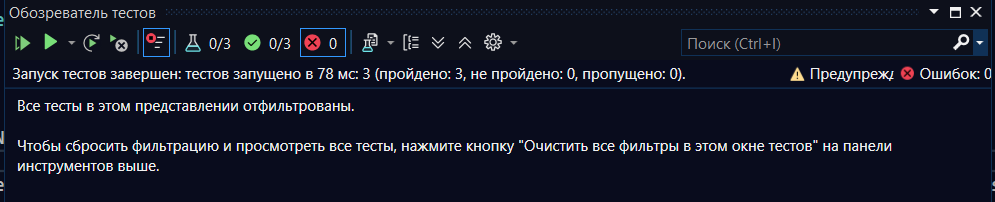 Обозреватель тестов
0/3 0/3 0 Поиск (Ctrl+I)
Запуск тестов завершен: тестов запущено в 78 мс: 3 (пройдено: 3, не пройдено: 0, пропущено: 0). Предупрежд Ошибок: 0
Все тесты в этом представлении отфильтрованы.
Чтобы сбросить фильтрацию и просмотреть все тесты, нажмите кнопку "Очистить все фильтры в этом окне тестов" на панели
инструментов выше.